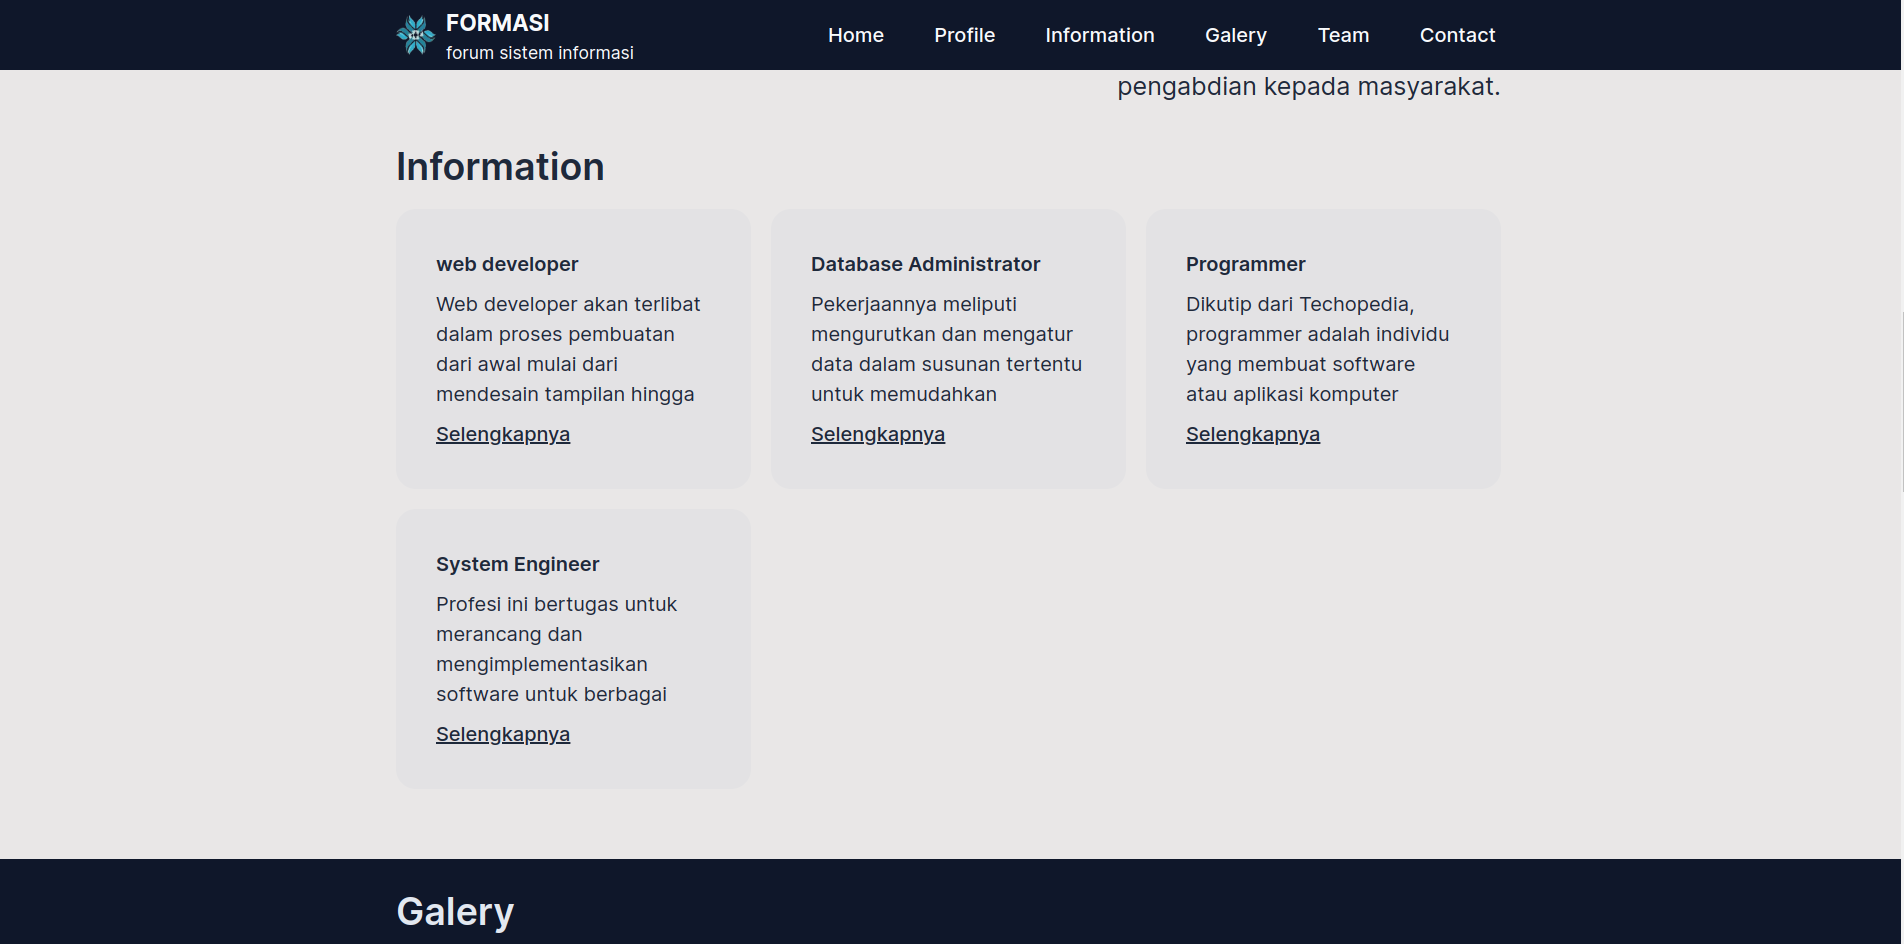 FORMASI
forum sistem informasi
Home
Profile
Information
Galery
Team
Contact
pengabdian kepada masyarakat.
Information
web developer
Web developer akan terlibat
dalam proses pembuatan
dari awal mulai dari
mendesain tampilan hingga
Selengkapnya
Database Administrator
Pekerjaannya meliputi
mengurutkan dan mengatur
data dalam susunan tertentu
untuk memudahkan
Selengkapnya
Programmer
Dikutip dari Techopedia,
programmer adalah individu
yang membuat software
atau aplikasi komputer
Selengkapnya
System Engineer
Profesi ini bertugas untuk
merancang dan
mengimplementasikan
software untuk berbagai
Selengkapnya
Galery